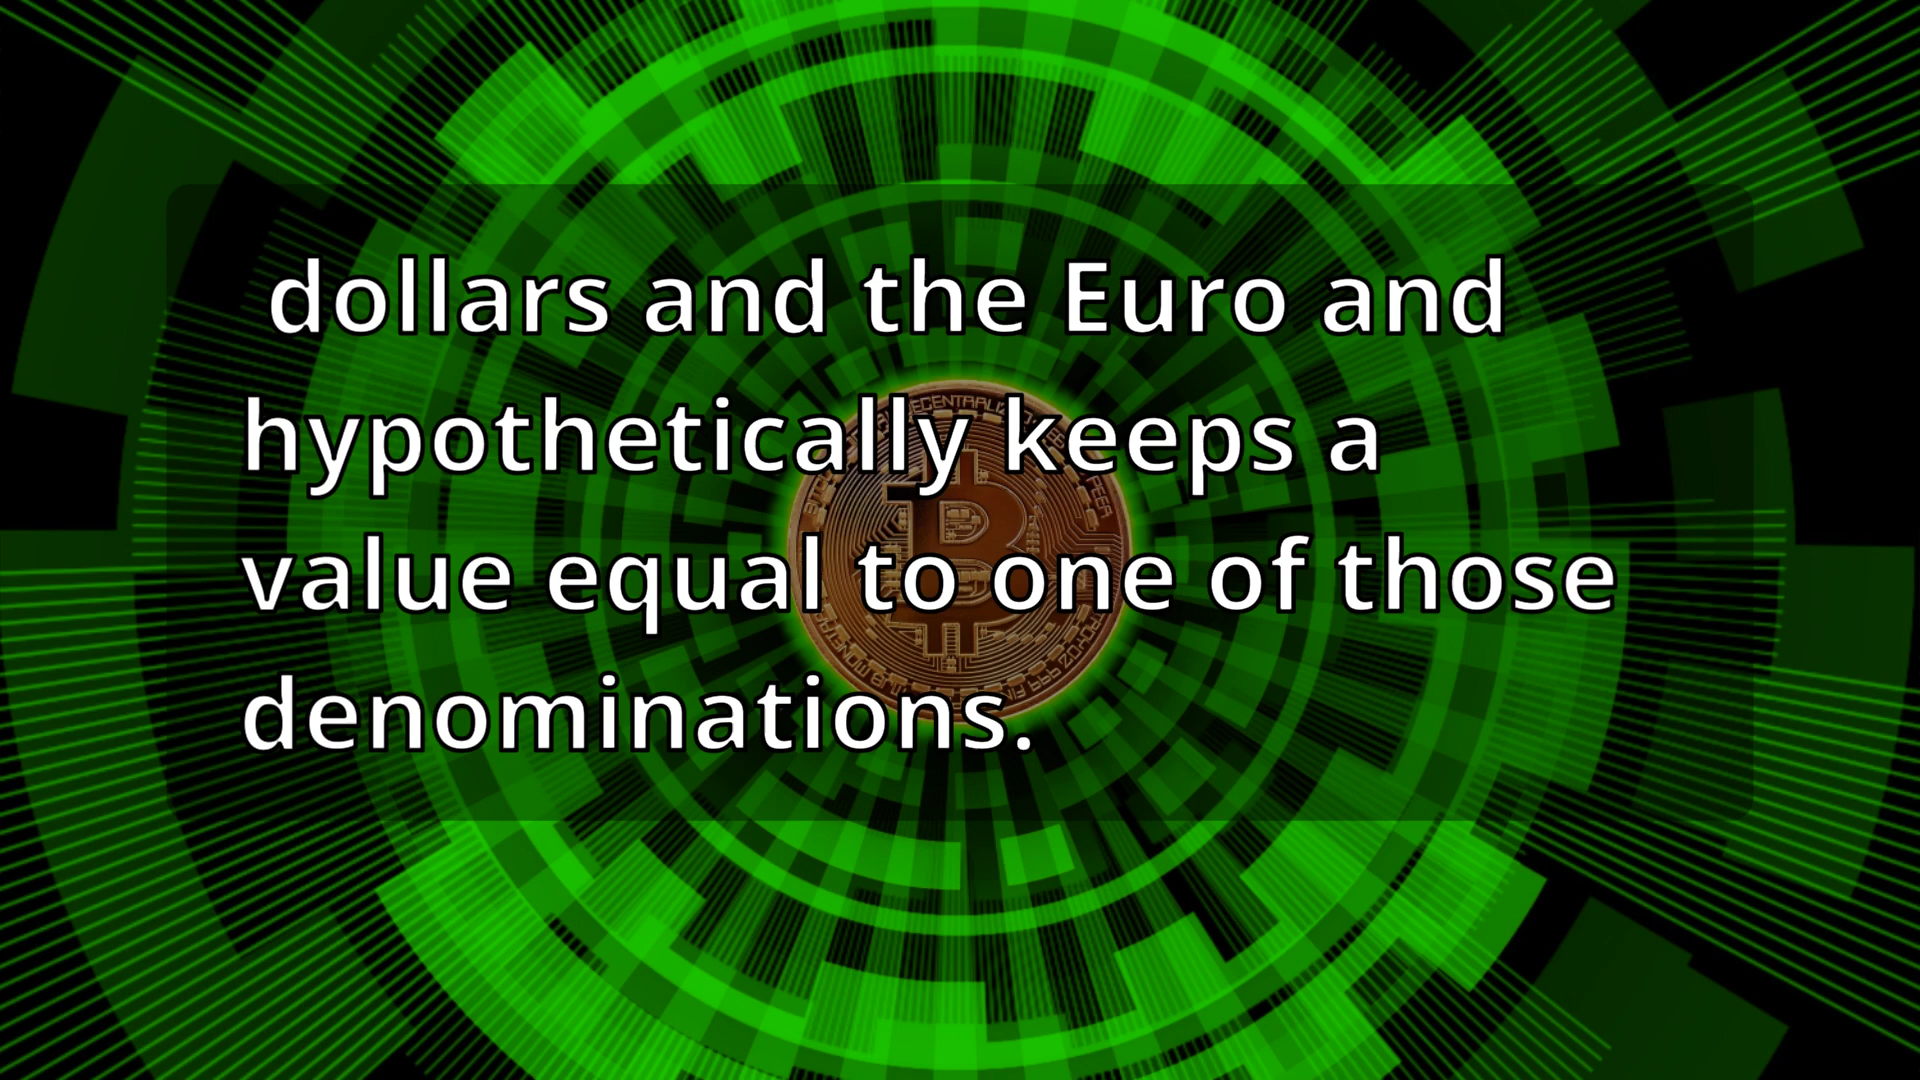 dollars and the Euro and
hypothetically keeps a
value equal to one of those
denominations.